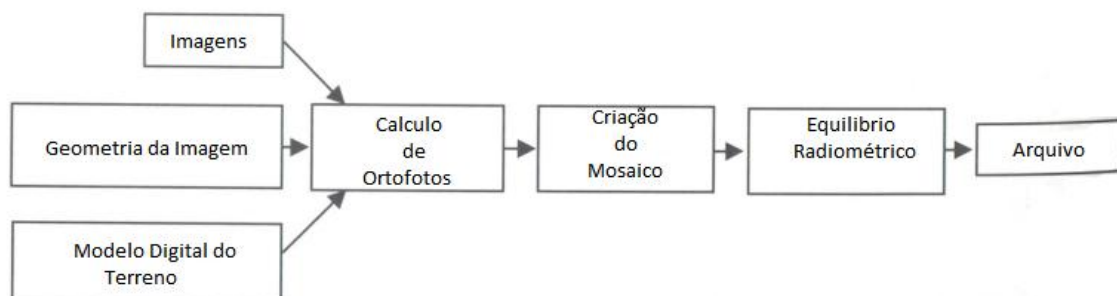 Imagens
Geometria da Imagem
Modelo Digital do
Terreno
Calculo
de
Ortofotos
Criação
do
Mosaico
Equilibrio
Radiométrico
Arquivo